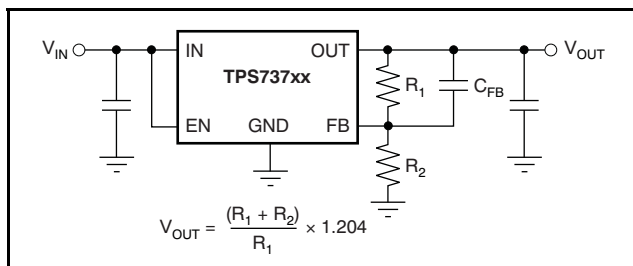 V_IN IN OUT V_OUT
TPS737xx
R_1 C_FB
EN GND FB
R_2
V_OUT = (R_1 + R_2) / R_1 × 1.204